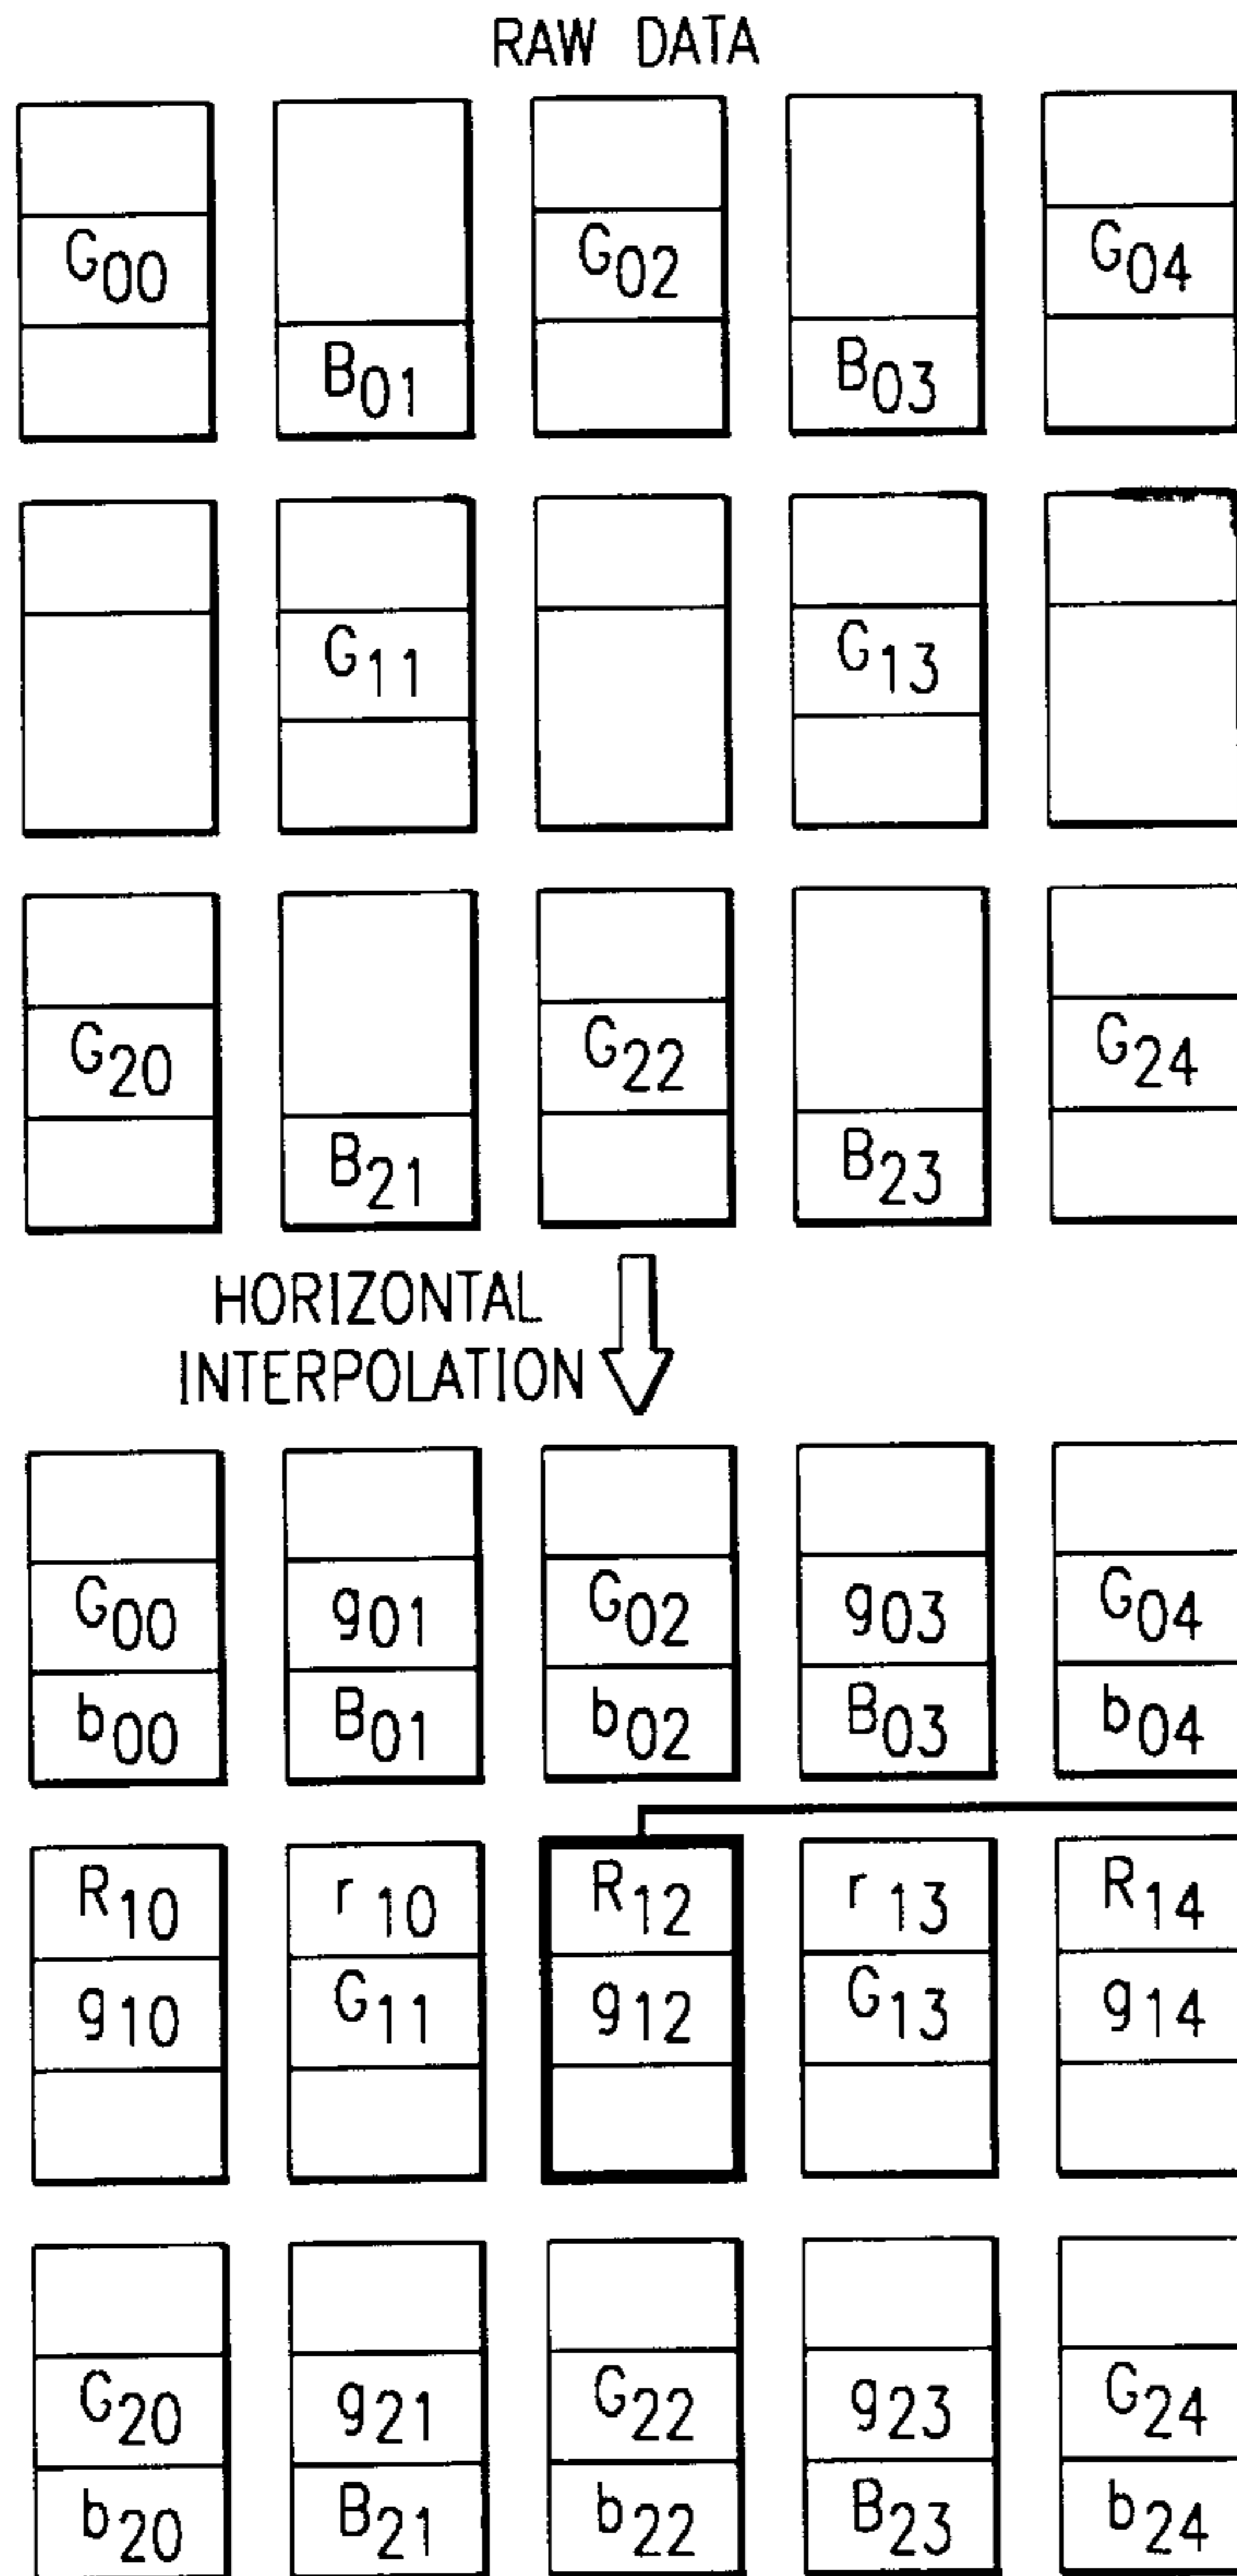 RAW DATA
G00 G02 G04
B01 B03
G11 G13
G20 G22 G24
B21 B23
HORIZONTAL
INTERPOLATION
G00 g01 G02 g03 G04
b00 B01 b02 B03 b04
R10 r10 R12 r13 R14
g10 G11 g12 G13 g14
G20 g21 G22 g23 G24
b20 B21 b22 B23 b24